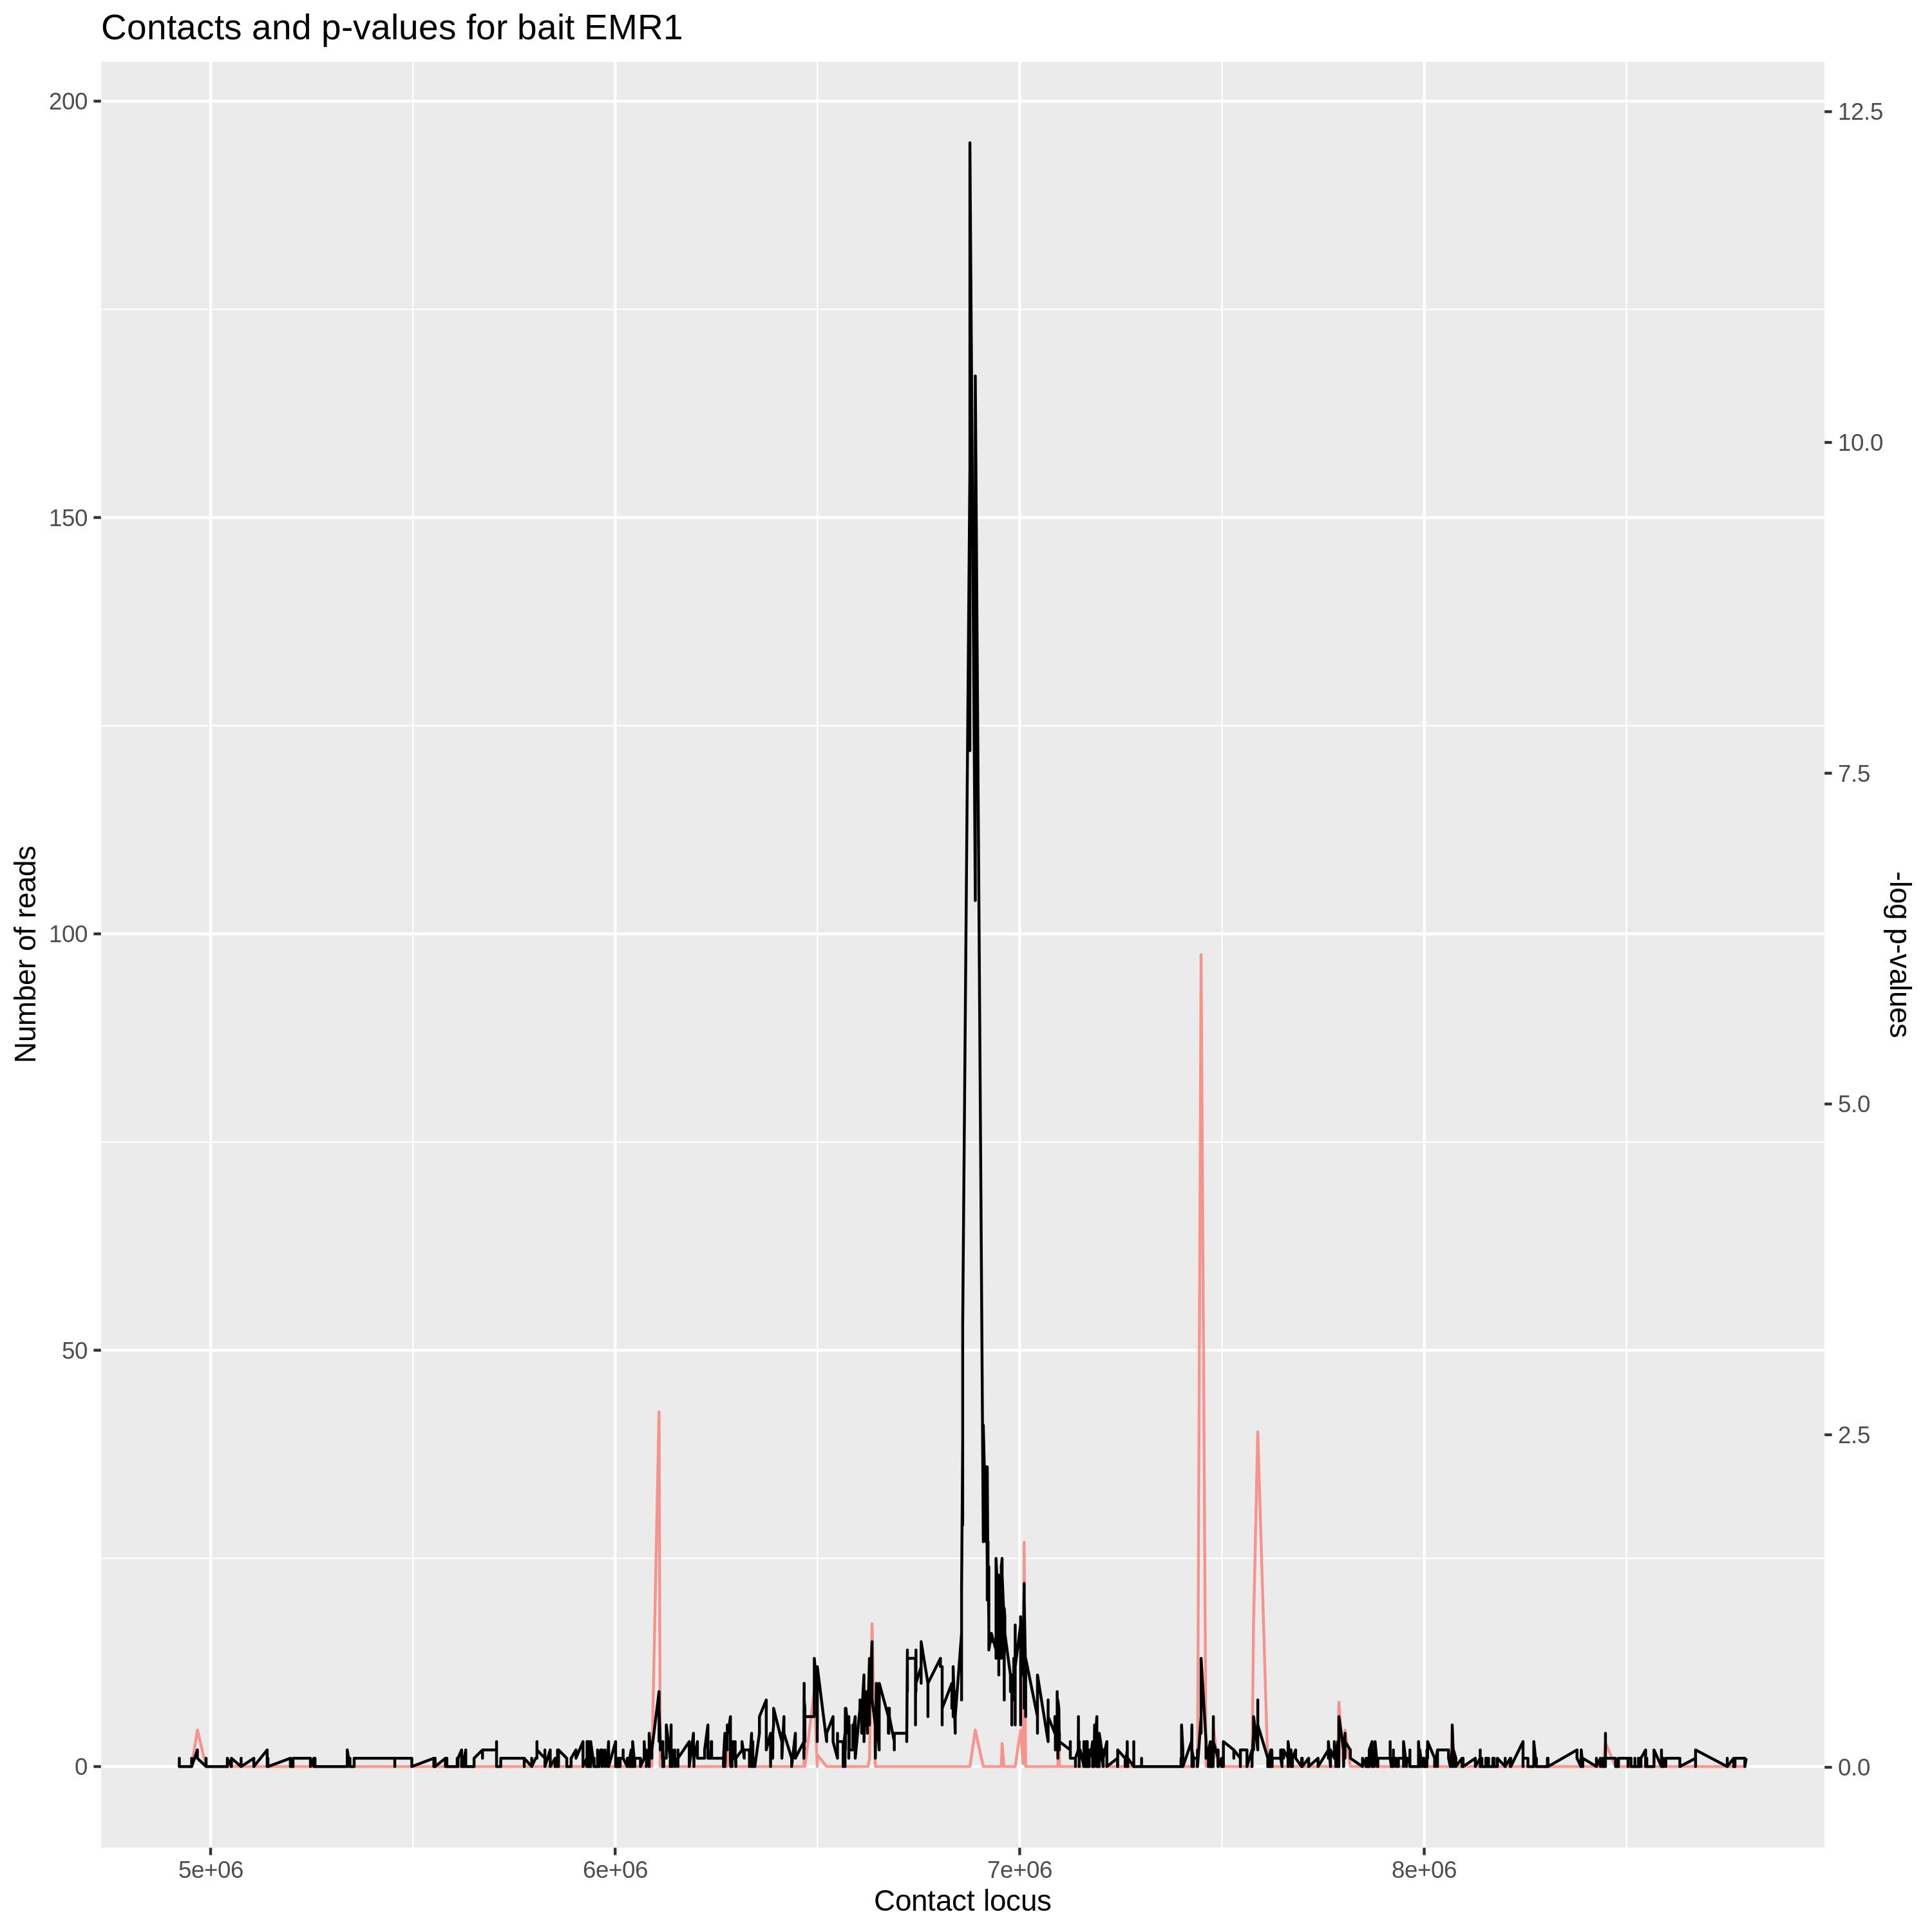 Contacts and p-values for bait EMR1
200
150
100
50
0
Number of reads
12.5
10.0
7.5
5.0
2.5
0.0
-log p-values
5e+06
6e+06
7e+06
8e+06
Contact locus